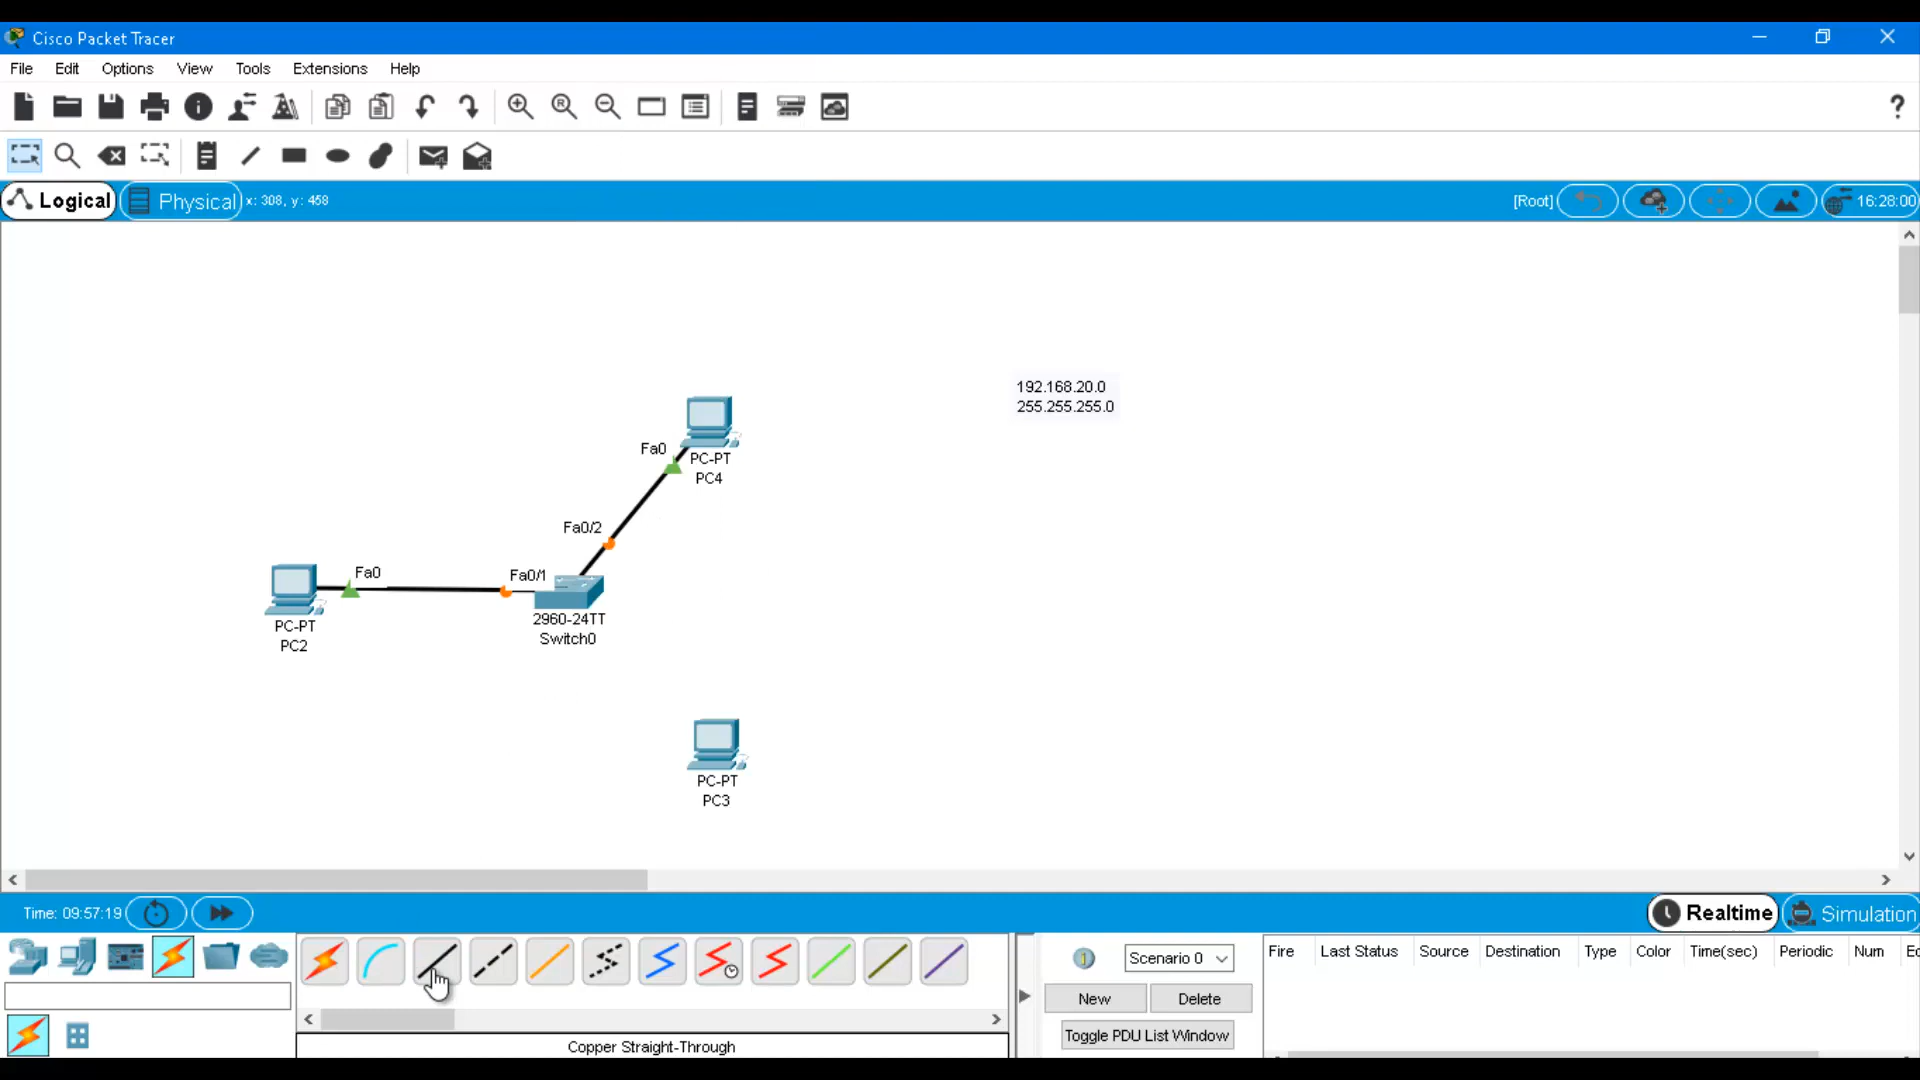 Cisco Packet Tracer
File Edit Options View Tools Extensions Help
Logical Physical x: 308, y: 458 [Root] 16:28:00
192.168.20.0
255.255.255.0
Fa0
PC-PT
PC4
Fa0/2
Fa0
Fa0/1
2960-24TT
Switch0
PC-PT
PC2
PC-PT
PC3
Time: 09:57:19 Realtime Simulation
Scenario 0
Fire Last Status Source Destination Type Color Time(sec) Periodic Num
New Delete
Toggle PDU List Window
Copper Straight-Through